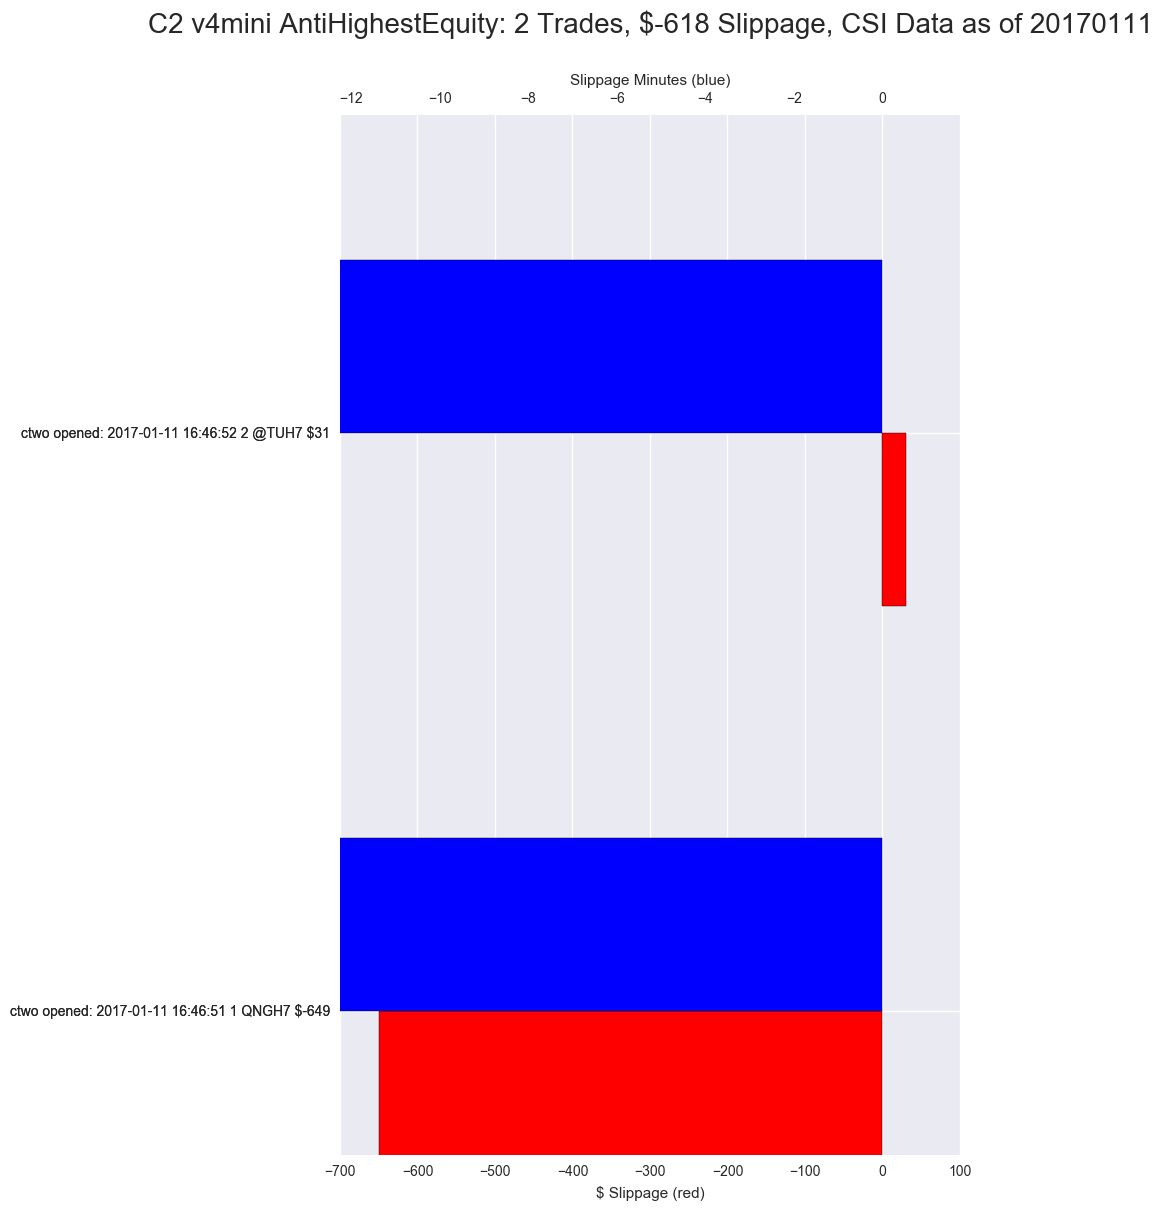 C2 v4mini AntiHighestEquity: 2 Trades, $-618 Slippage, CSI Data as of 20170111
Slippage Minutes (blue)
−12 −10 −8 −6 −4 −2 0
ctwo opened: 2017-01-11 16:46:52 2 @TUH7 $31
ctwo opened: 2017-01-11 16:46:51 1 QNGH7 $-649
−700 −600 −500 −400 −300 −200 −100 0 100
$ Slippage (red)